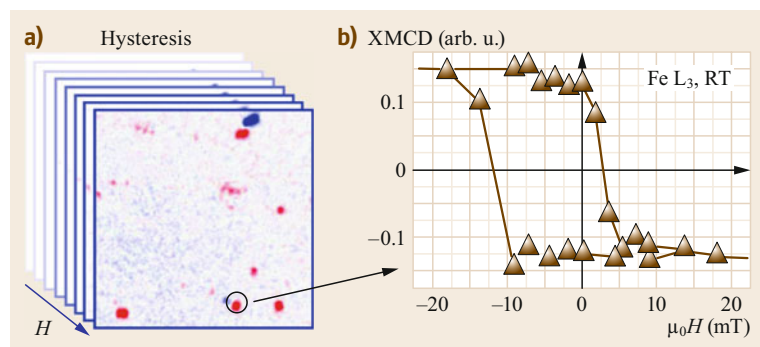 a) Hysteresis
H
b) XMCD (arb. u.)
Fe L₃, RT
0.1
0
–0.1
–20 –10 0 10 20
μ₀H (mT)